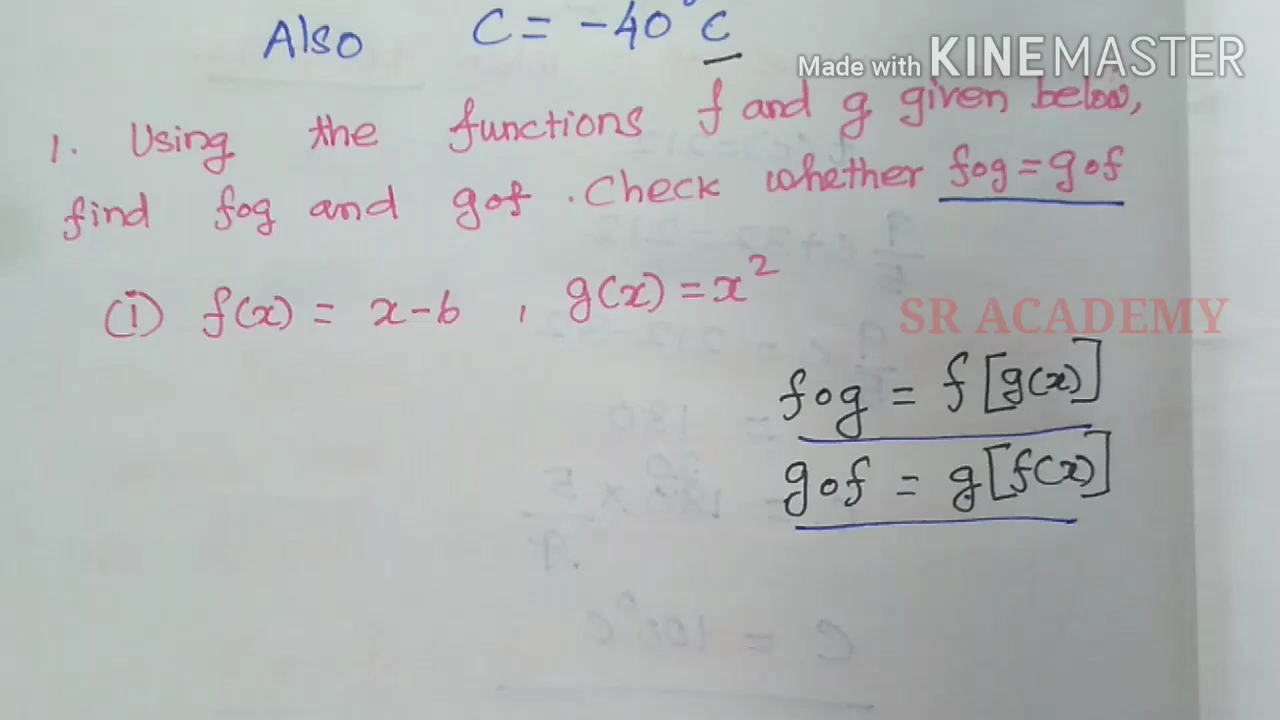 Also C = -40°C
Made with KINEMASTER
1. Using the functions f and g given below,
find fog and gof. Check whether fog = gof
(i) f(x) = x-6, g(x) = x²
SR ACADEMY
fog = f[g(x)]
gof = g[f(x)]